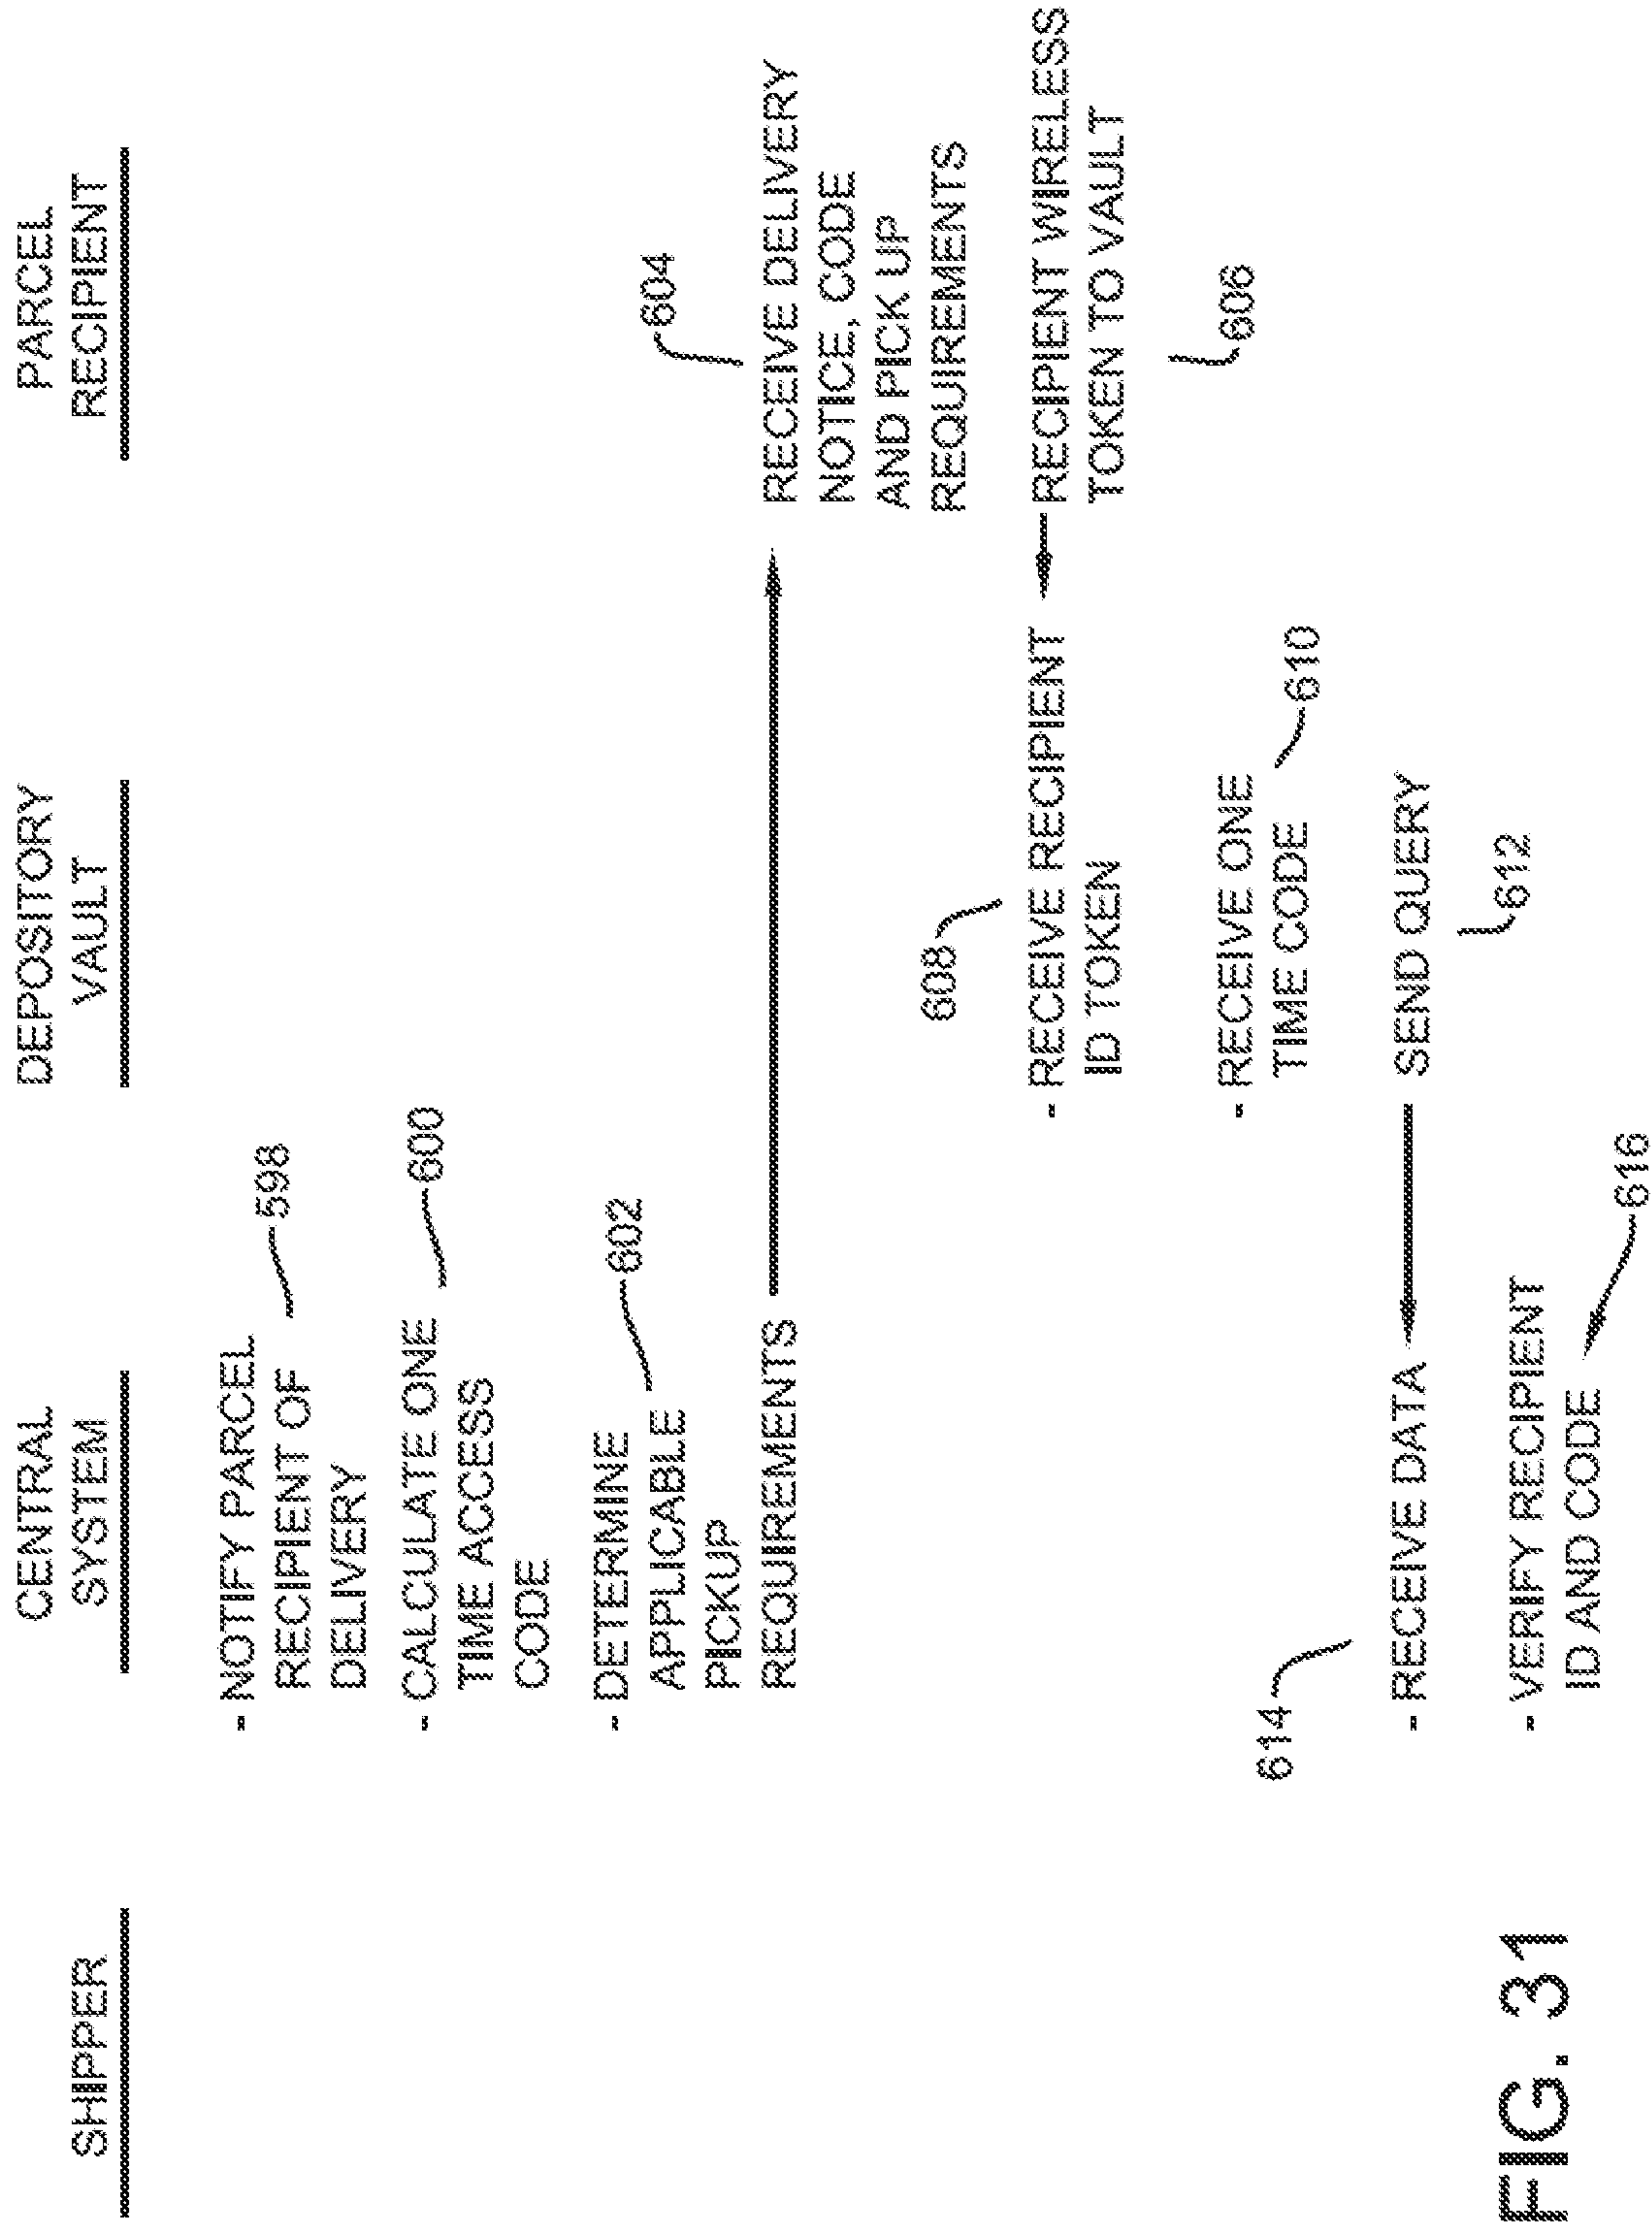 SHIPPER
CENTRAL
SYSTEM
DEPOSITORY
VAULT
PARCEL
RECIPIENT
- NOTIFY PARCEL
RECIPIENT OF
DELIVERY
598
- CALCULATE ONE
TIME ACCESS
CODE
600
- DETERMINE
APPLICABLE
PICKUP
REQUIREMENTS
602
604
RECEIVE DELIVERY
NOTICE, CODE
AND PICK UP
REQUIREMENTS
RECIPIENT WIRELESS
TOKEN TO VAULT
606
608
- RECEIVE RECIPIENT
ID TOKEN
- RECEIVE ONE
TIME CODE
610
SEND QUERY
612
614
- RECEIVE DATA
- VERIFY RECIPIENT
ID AND CODE
616
FIG. 31